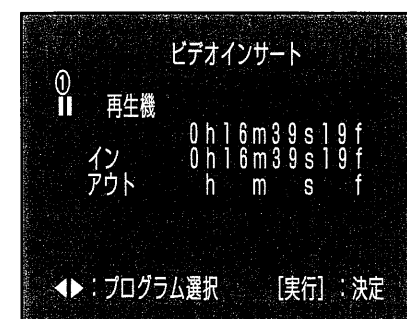 ビデオインサート
①
再生機
0h16m39s19f
イン 0h16m39s19f
アウト h m s f
◀▶:プログラム選択 [実行]:決定